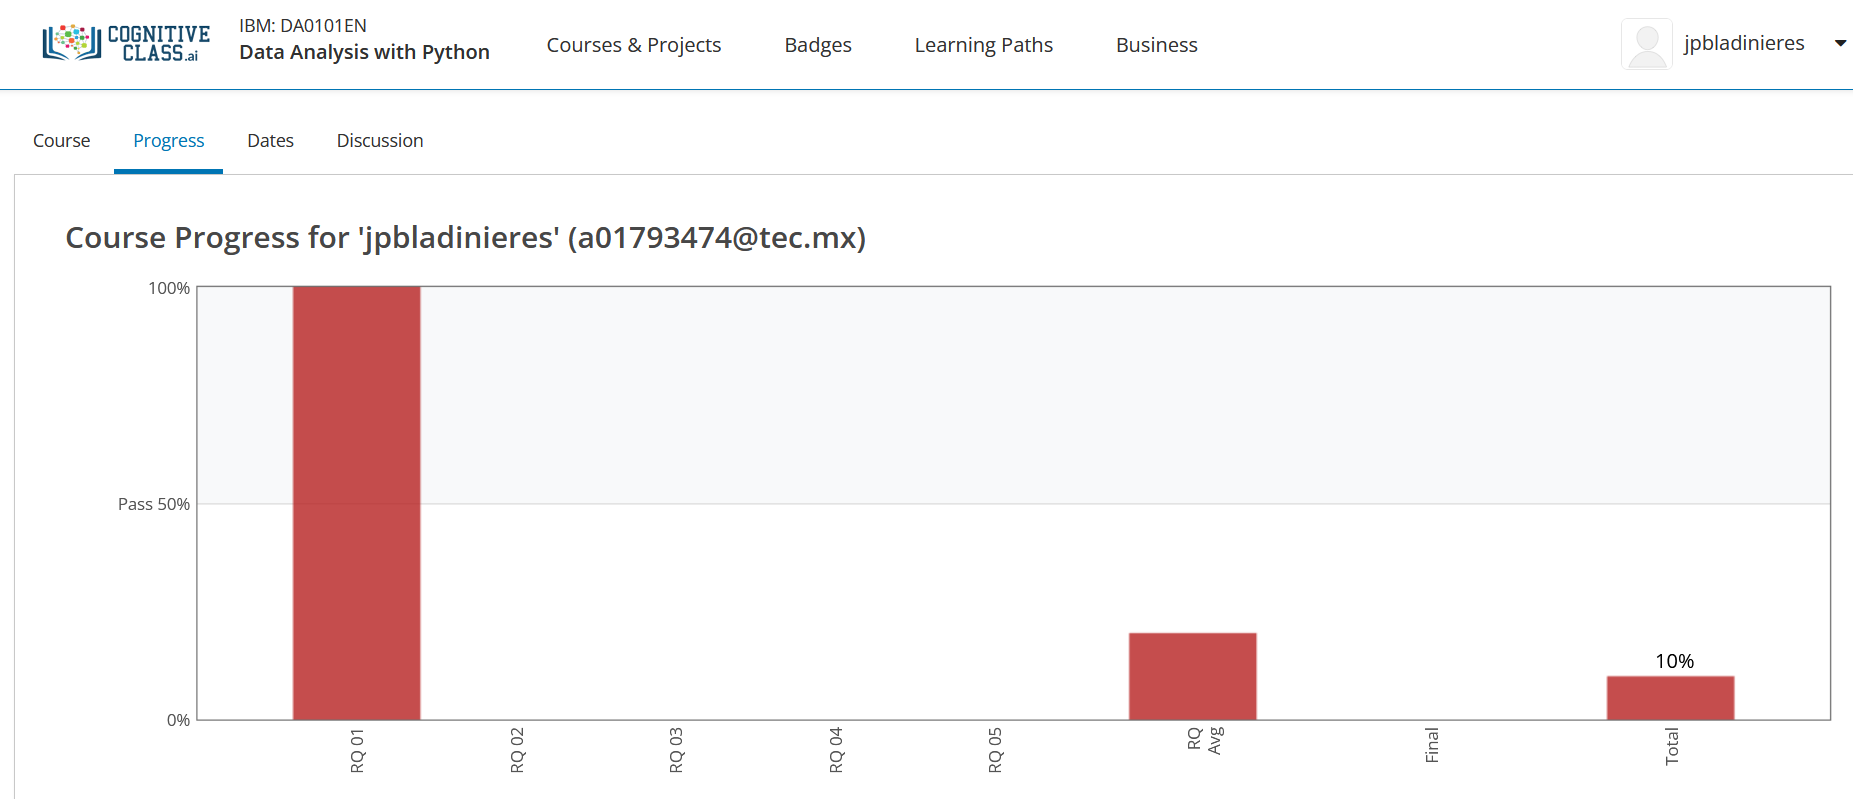 COGNITIVE
CLASS.ai
IBM: DA0101EN
Data Analysis with Python
Courses & Projects
Badges
Learning Paths
Business
jpbladinieres
Course
Progress
Dates
Discussion
Course Progress for 'jpbladinieres' (a01793474@tec.mx)
100%
Pass 50%
0%
10%
RQ 01
RQ 02
RQ 03
RQ 04
RQ 05
RQ
Avg
Final
Total